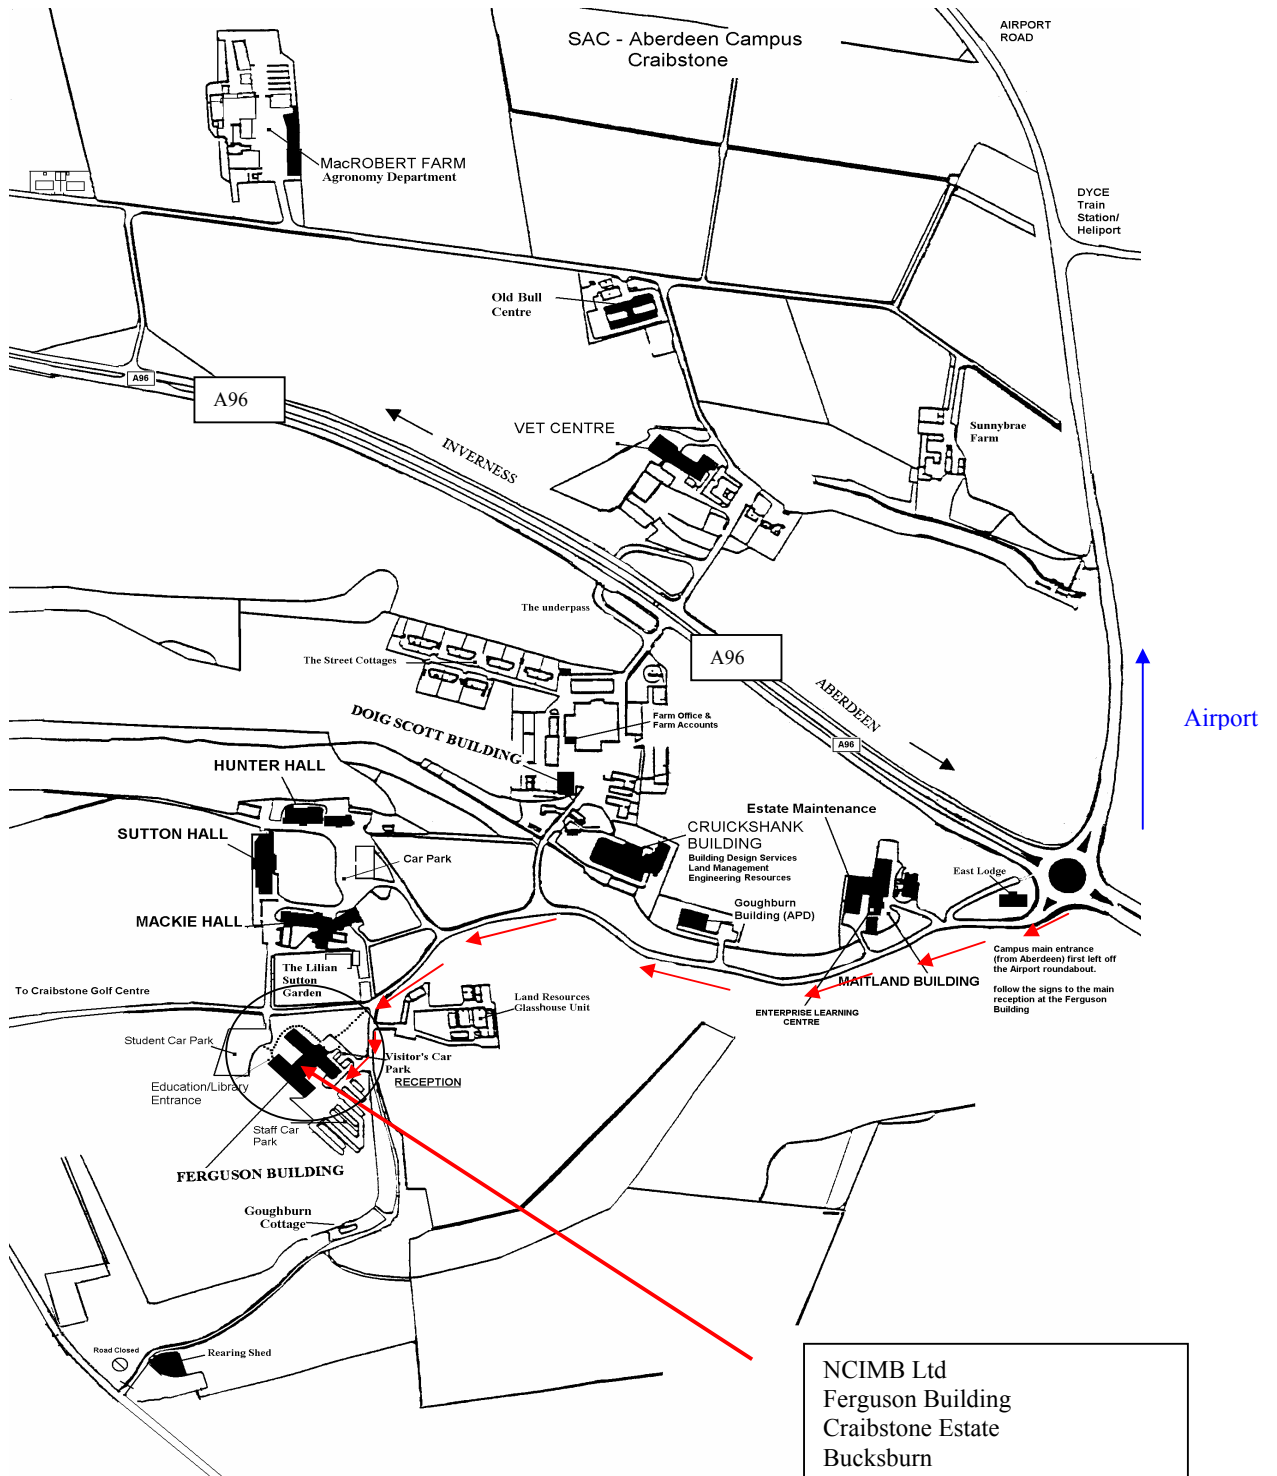 SAC - Aberdeen Campus
Craibstone
AIRPORT
ROAD
MacROBERT FARM
Agronomy Department
DYCE
Train
Station/
Heliport
Old Bull
Centre
A96
A96
VET CENTRE
INVERNESS
Sunnybrae
Farm
The underpass
The Street Cottages
A96
ABERDEEN
A96
Airport
DOIG SCOTT BUILDING
Farm Office &
Farm Accounts
HUNTER HALL
SUTTON HALL
Car Park
Estate Maintenance
CRUICKSHANK
BUILDING
Building Design Services
Land Management
Engineering Resources
East Lodge
MACKIE HALL
Goughburn
Building (APD)
Campus main entrance
(from Aberdeen) first left off
the Airport roundabout.
follow the signs to the main
reception at the Ferguson
Building
The Lilian
Sutton
Garden
MAITLAND BUILDING
To Craibstone Golf Centre
Land Resources
Glasshouse Unit
ENTERPRISE LEARNING
CENTRE
Student Car Park
Visitor's Car
Park
RECEPTION
Education/Library
Entrance
Staff Car
Park
FERGUSON BUILDING
Goughburn
Cottage
Road Closed
Rearing Shed
NCIMB Ltd
Ferguson Building
Craibstone Estate
Bucksburn